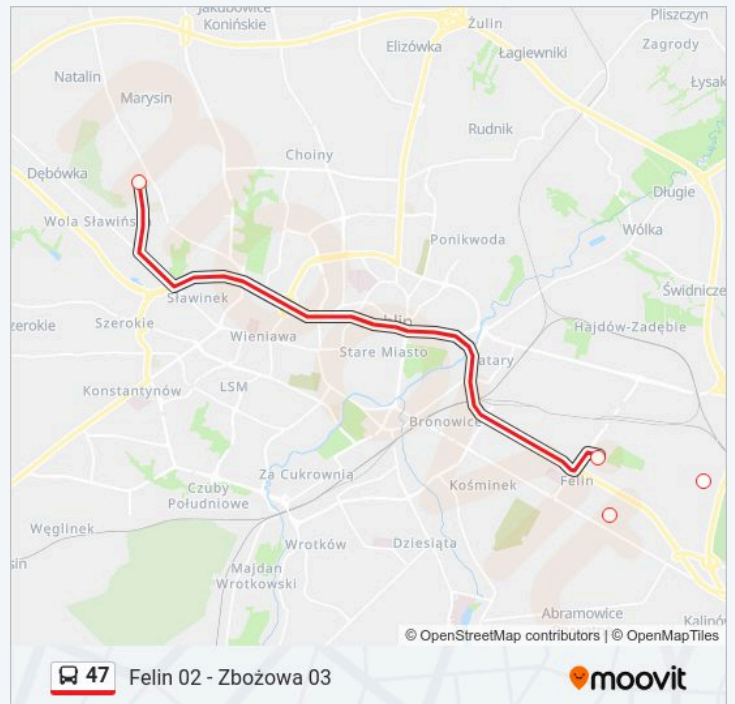 Jakubowice
Konińskie
Żulin
Pliszczyn
Elizówka
Łagiewniki
Zagrody
Natalin
Łysak
Marysin
Rudnik
Choiny
Dębówka
Długie
Wola Sławińs
Wólka
Ponikwoda
Świdnicze
Sławinek
zerokie
Szerokie
Hajdów-Zadębie
Wieniawa
Stare Miasto
atary
Konstantynów
LSM
Bronowice
Za Cukrownią
Kośminek
Felin
Czuby
Południowe
Węglinek
sin
Wrotków
Dziesiąta
Majdan
Wrotkowski
Abramowice
Kalinów
© OpenStreetMap contributors | © OpenMapTiles
47 Felin 02 - Zbożowa 03
moovit